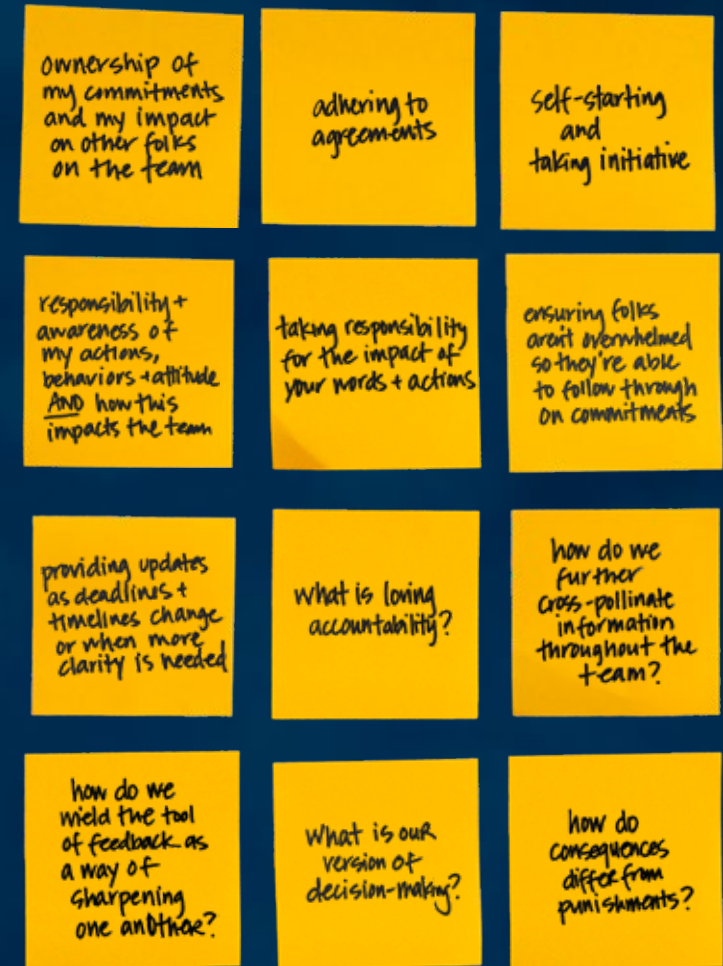 ownership of
my commitments
and my impact
on other folks
on the team
adhering to
agreements
self-starting
and
taking initiative
responsibility +
awareness of
my actions,
behaviors + attitude
AND how this
impacts the team
taking responsibility
for the impact of
your words + actions
ensuring folks
aren't overwhelmed
so they're able
to follow through
on commitments
providing updates
as deadlines +
timelines change
or when more
clarity is needed
what is loving
accountability?
how do we
further
cross-pollinate
information
throughout the
team?
how do we
wield the tool
of feedback as
a way of
sharpening
one another?
What is our
version of
decision-making?
how do
consequences
differ from
punishments?